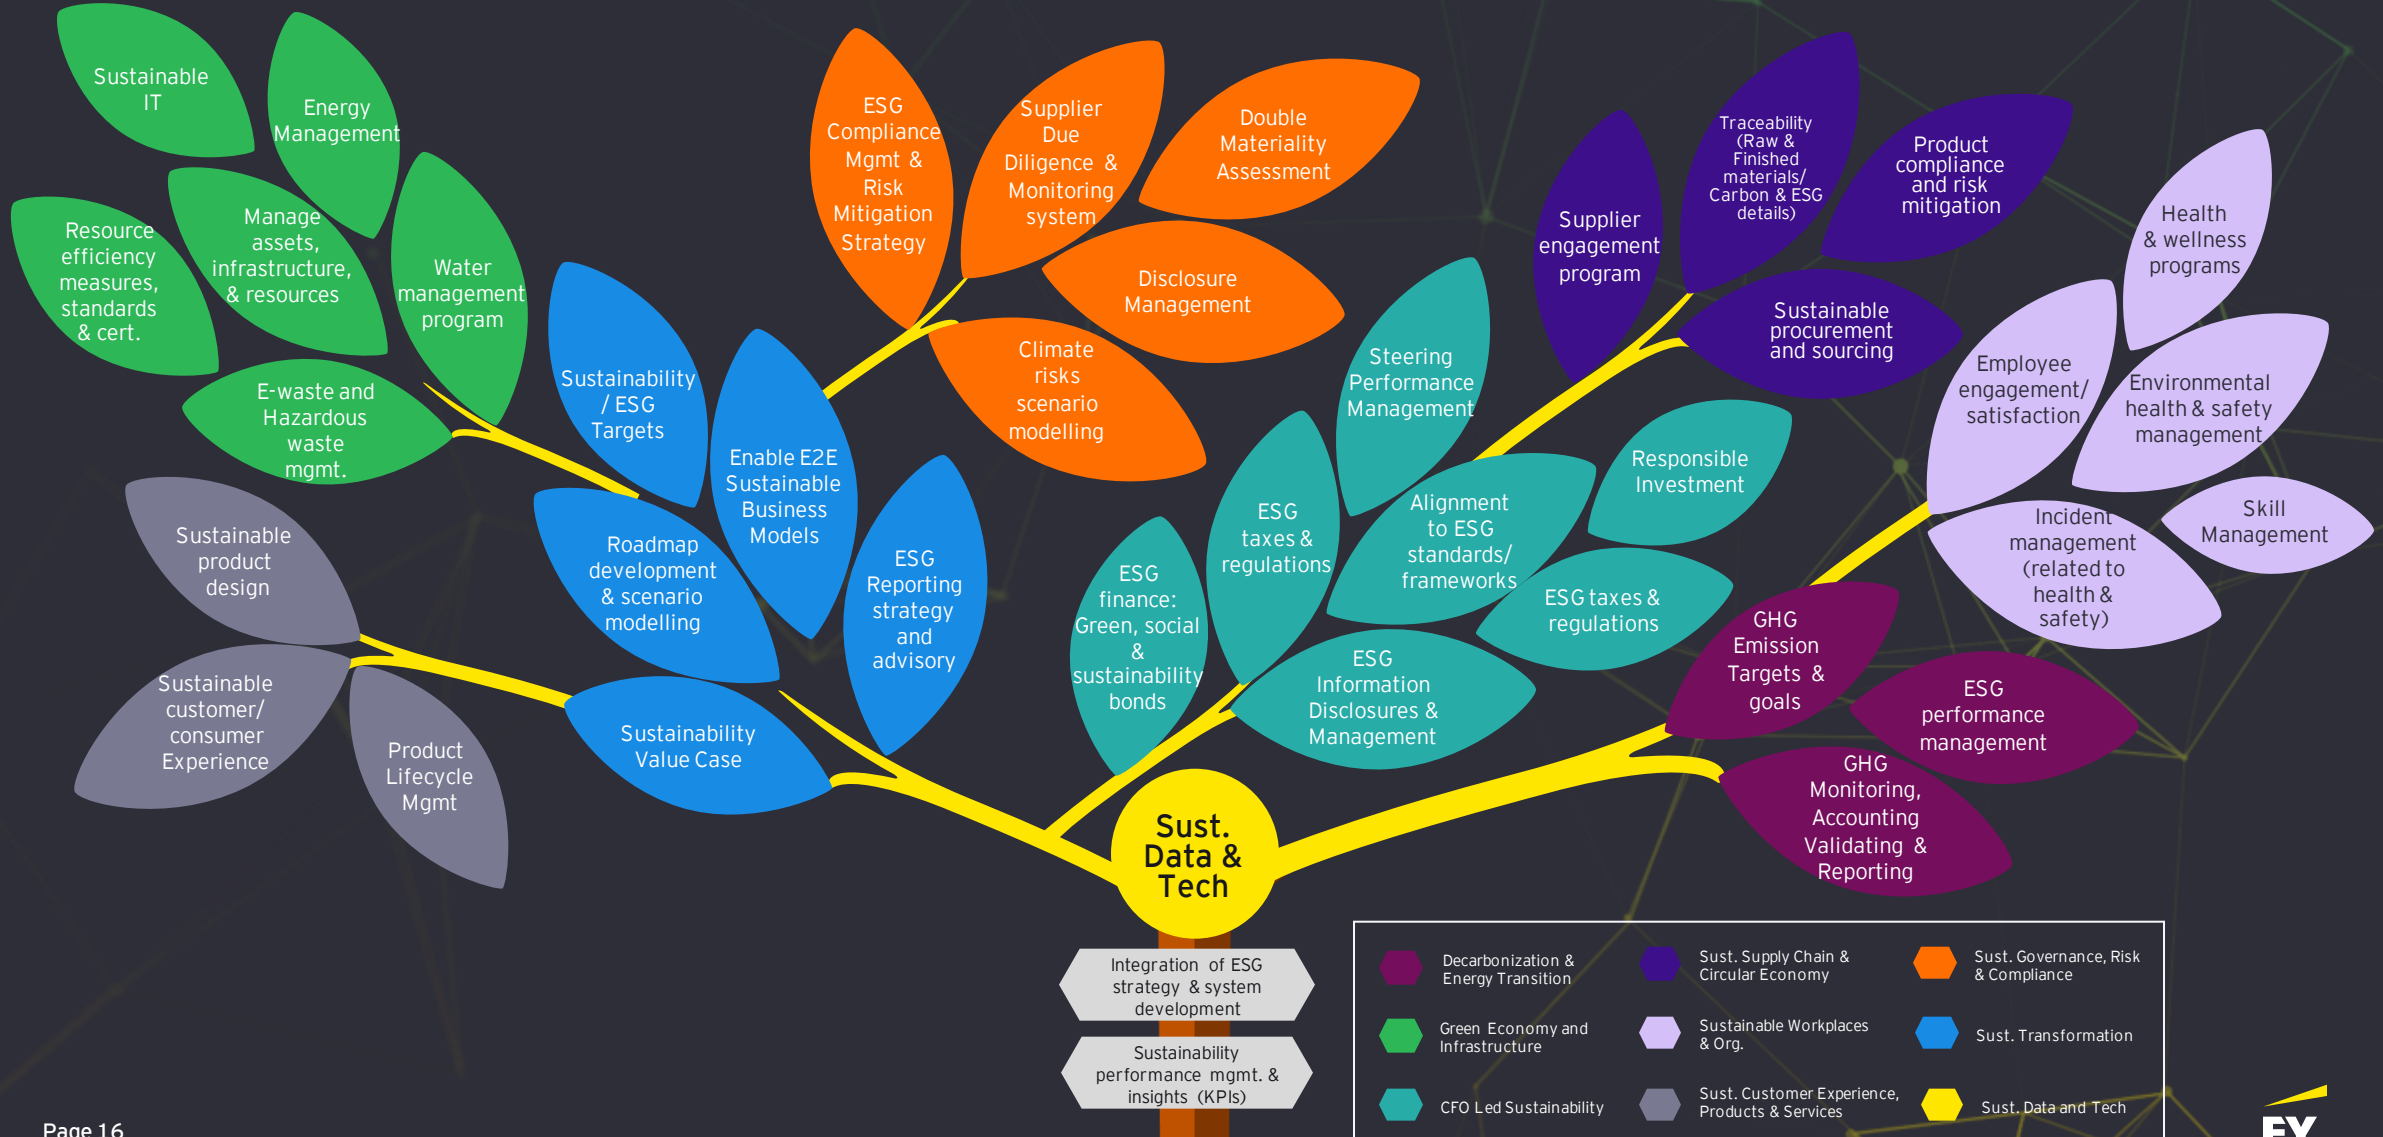 Sustainable
IT
Energy
Management
Resource
efficiency
measures,
standards
& cert.
Manage
assets,
infrastructure,
& resources
Water
management
program
E-waste and
Hazardous
waste
mgmt.
Sustainable
product
design
Sustainable
customer/
consumer
Experience
Product
Lifecycle
Mgmt
Sustainability
/ ESG
Targets
Enable E2E
Sustainable
Business
Models
Roadmap
development
& scenario
modelling
ESG
Reporting
strategy
and
advisory
Sustainability
Value Case
ESG
Compliance
Mgmt &
Risk
Mitigation
Strategy
Supplier
Due
Diligence &
Monitoring
system
Double
Materiality
Assessment
Disclosure
Management
Climate
risks
scenario
modelling
Steering
Performance
Management
ESG
taxes &
regulations
Alignment
to ESG
standards/
frameworks
Responsible
Investment
ESG
finance:
Green, social
&
sustainability
bonds
ESG taxes &
regulations
ESG
Information
Disclosures &
Management
Supplier
engagement
program
Traceability
(Raw &
Finished
materials/
Carbon & ESG
details)
Product
compliance
and risk
mitigation
Sustainable
procurement
and sourcing
Health
& wellness
programs
Employee
engagement/
satisfaction
Environmental
health & safety
management
Skill
Management
Incident
management
(related to
health &
safety)
GHG
Emission
Targets &
goals
ESG
performance
management
GHG
Monitoring,
Accounting
Validating &
Reporting
Sust.
Data &
Tech
Integration of ESG
strategy & system
development
Sustainability
performance mgmt. &
insights (KPIs)
Decarbonization &
Energy Transition
Sust. Supply Chain &
Circular Economy
Sust. Governance, Risk
& Compliance
Green Economy and
Infrastructure
Sustainable Workplaces
& Org.
Sust. Transformation
CFO Led Sustainability
Sust. Customer Experience,
Products & Services
Sust. Data and Tech
Page 16
EY